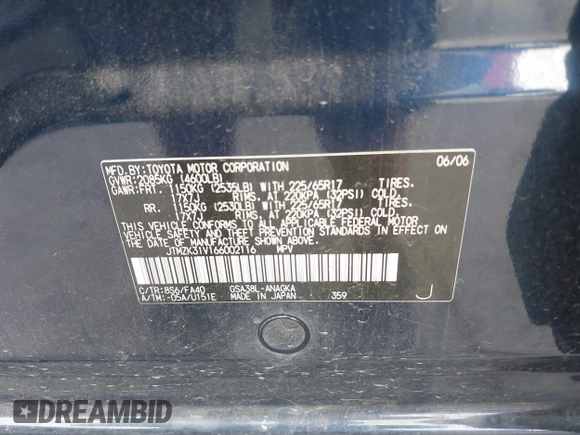 MFD.BY:TOYOTA MOTOR CORPORATION 06/06
GVWR:2085KG (4600LB)
GAWR:FRT. 1150KG (2535LB) WITH 225/65R17 TIRES.
17X7J RIMS, AT 220KPA (32PSI) COLD.
RR. 1150KG (2530LB) WITH 225/65R17 TIRES.
17X7J RIMS, AT 220KPA (32PSI) COLD.
THIS VEHICLE CONFORMS TO ALL APPLICABLE FEDERAL MOTOR
VEHICLE SAFETY AND THEFT PREVENTION STANDARDS IN EFFECT ON
THE DATE OF MANUFACTURE SHOWN ABOVE.
JTMZK31V166002116 MPV
C/TR:8S6/FA40 GSA38L-ANAGKA
A/TM:-05A/U151E MADE IN JAPAN 359 J
DREAMBID